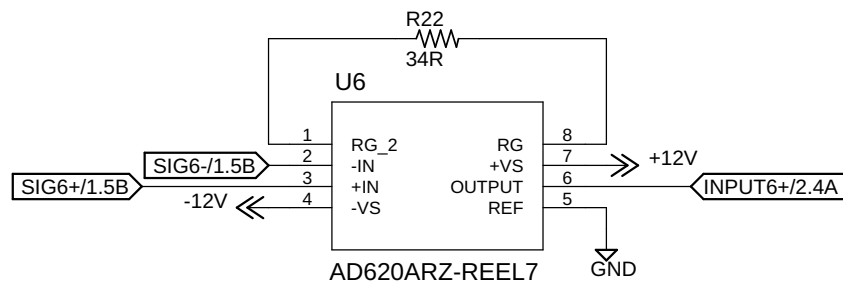 R22
34R
U6
1
RG_2
RG
8
SIG6-/1.5B
2
-IN
+VS
7
+12V
SIG6+/1.5B
3
+IN
OUTPUT
6
INPUT6+/2.4A
-12V
4
-VS
REF
5
AD620ARZ-REEL7
GND